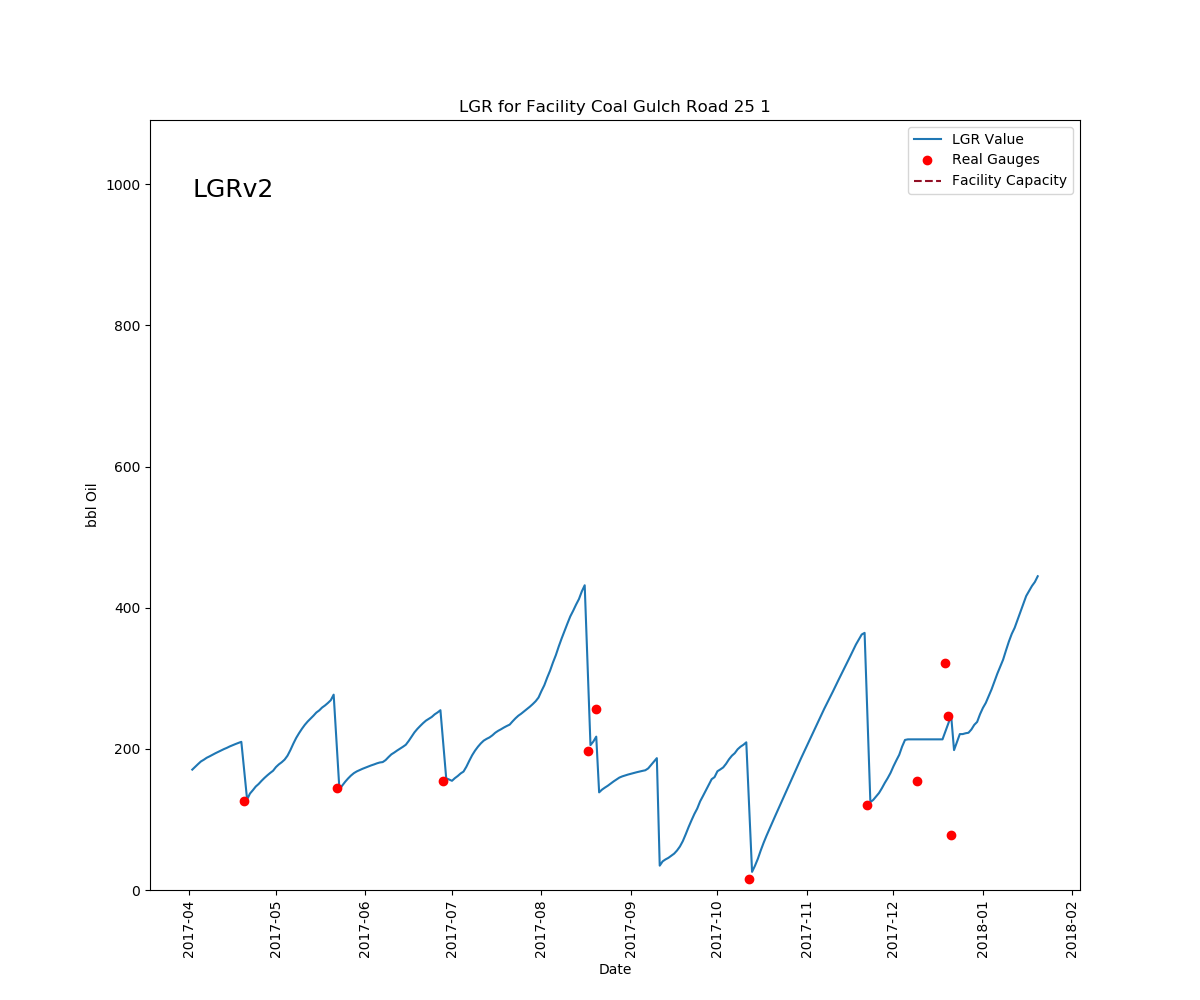 LGR for Facility Coal Gulch Road 25 1
LGRv2
LGR Value
Real Gauges
Facility Capacity
bbl Oil
1000
800
600
400
200
0
2017-04
2017-05
2017-06
2017-07
2017-08
2017-09
2017-10
2017-11
2017-12
2018-01
2018-02
Date